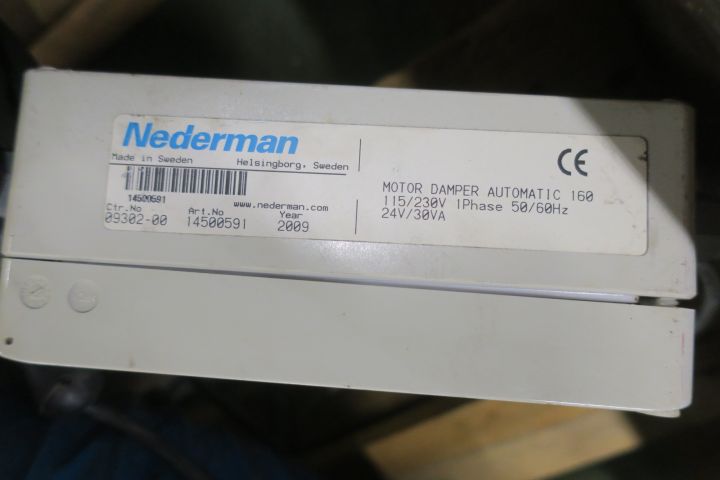 Nederman
Made in Sweden Helsingborg, Sweden
14500591
www.nederman.com
Ctr.No Art.No Year
09302-00 14500591 2009
CE
MOTOR DAMPER AUTOMATIC 160
115/230V 1Phase 50/60Hz
24V/30VA